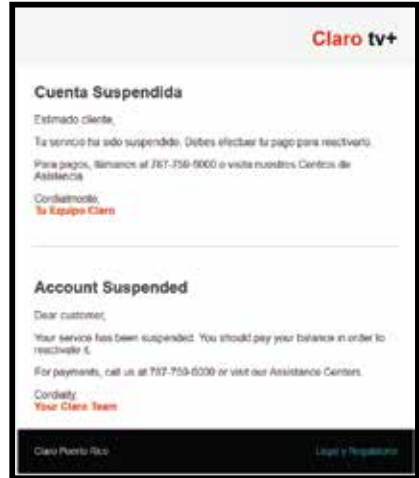 Claro tv+
Cuenta Suspendida
Estimado cliente,
Tu servicio ha sido suspendido. Debes efectuar tu pago para reactivarlo.
Para pagos, llámanos al 787-759-6000 o visita nuestros Centros de
Asistencia.
Cordialmente,
Tu Equipo Claro
Account Suspended
Dear customer,
Your service has been suspended. You should pay your balance in order to
reactivate it.
For payments, call us at 787-759-6000 or visit our Assistance Centers.
Cordially,
Your Claro Team
Claro Puerto Rico
Legal y Regulatorio